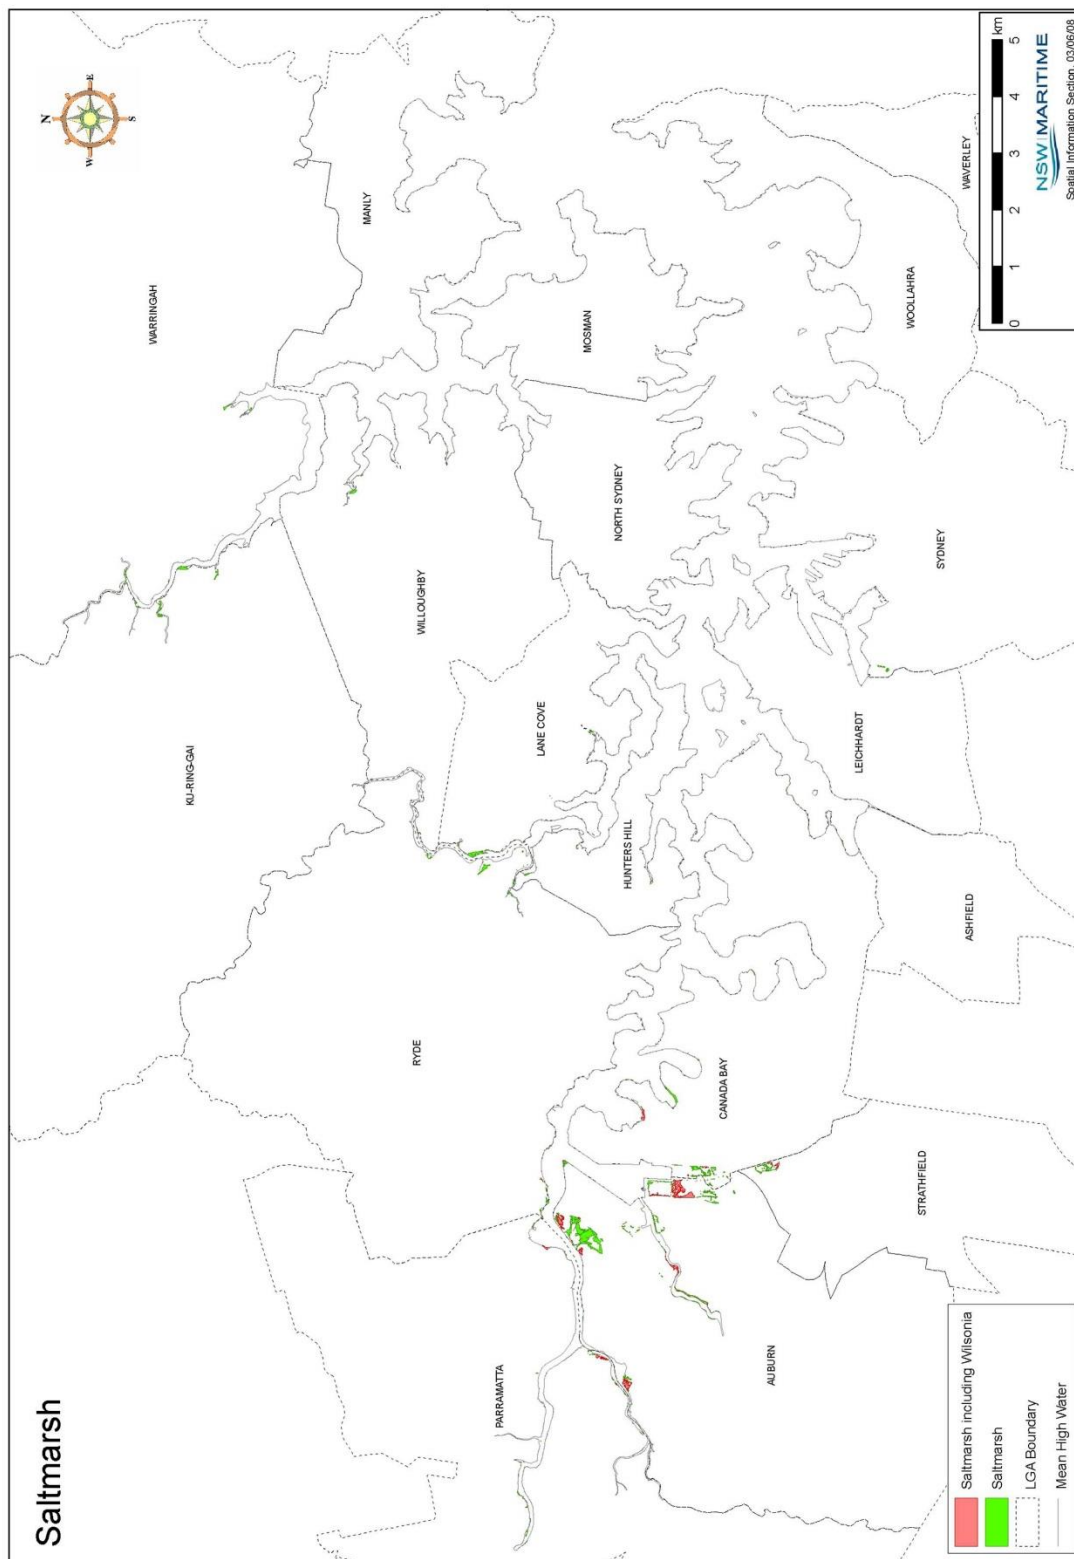 Saltmarsh
N
W
E
S
WARRINGAH
KU-RING-GAI
MANLY
RYDE
WILLOUGHBY
PARRAMATTA
LANE COVE
MOSMAN
NORTH SYDNEY
HUNTERS HILL
CANADA BAY
AUBURN
LEICHHARDT
WOOLLAHRA
SYDNEY
STRATHFIELD
ASHFIELD
WAVERLEY
Saltmarsh including Wilsonia
Saltmarsh
LGA Boundary
Mean High Water
0 1 2 3 4 5
km
NSW MARITIME
Spatial Information Section, 03/06/08